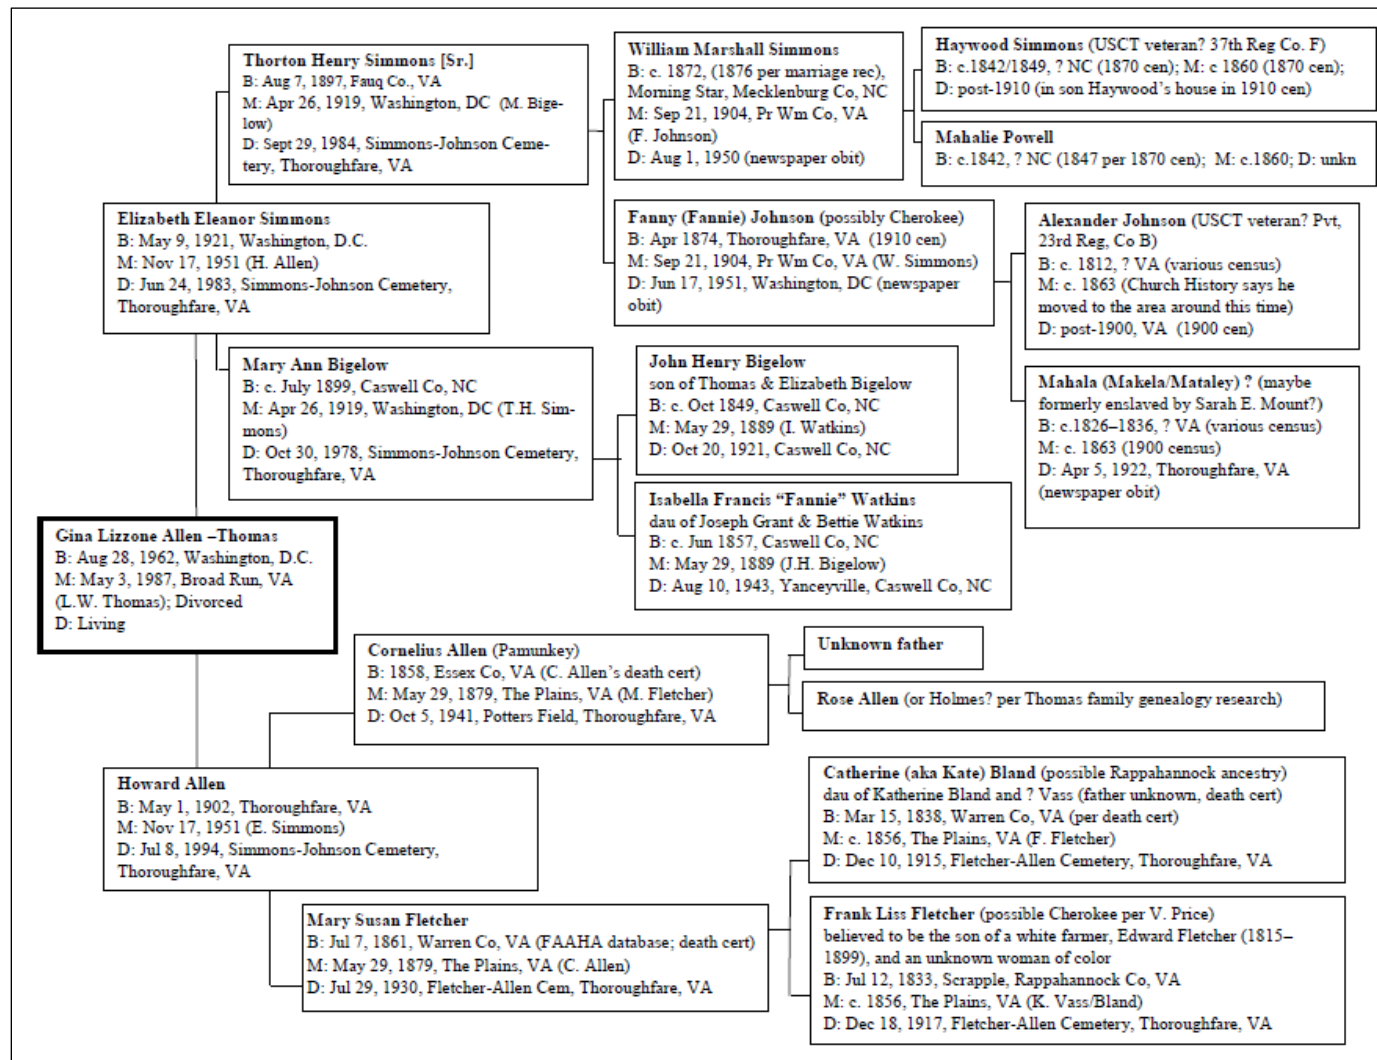 Thorton Henry Simmons [Sr.]
B: Aug 7, 1897, Fauq Co., VA
M: Apr 26, 1919, Washington, DC (M. Bige-
low)
D: Sept 29, 1984, Simmons-Johnson Ceme-
tery, Thoroughfare, VA
William Marshall Simmons
B: c. 1872, (1876 per marriage rec),
Morning Star, Mecklenburg Co, NC
M: Sep 21, 1904, Pr Wm Co, VA
(F. Johnson)
D: Aug 1, 1950 (newspaper obit)
Haywood Simmons (USCT veteran? 37th Reg Co. F)
B: c.1842/1849, ? NC (1870 cen); M: c 1860 (1870 cen);
D: post-1910 (in son Haywood's house in 1910 cen)
Mahalie Powell
B: c.1842, ? NC (1847 per 1870 cen); M: c.1860; D: unkn
Elizabeth Eleanor Simmons
B: May 9, 1921, Washington, D.C.
M: Nov 17, 1951 (H. Allen)
D: Jun 24, 1983, Simmons-Johnson Cemetery,
Thoroughfare, VA
Fanny (Fannie) Johnson (possibly Cherokee)
B: Apr 1874, Thoroughfare, VA (1910 cen)
M: Sep 21, 1904, Pr Wm Co, VA (W. Simmons)
D: Jun 17, 1951, Washington, DC (newspaper
obit)
Alexander Johnson (USCT veteran? Pvt,
23rd Reg, Co B)
B: c. 1812, ? VA (various census)
M: c. 1863 (Church History says he
moved to the area around this time)
D: post-1900, VA (1900 cen)
Mary Ann Bigelow
B: c. July 1899, Caswell Co, NC
M: Apr 26, 1919, Washington, DC (T.H. Sim-
mons)
D: Oct 30, 1978, Simmons-Johnson Cemetery,
Thoroughfare, VA
John Henry Bigelow
son of Thomas & Elizabeth Bigelow
B: c. Oct 1849, Caswell Co, NC
M: May 29, 1889 (I. Watkins)
D: Oct 20, 1921, Caswell Co, NC
Mahala (Makela/Mataley) ? (maybe
formerly enslaved by Sarah E. Mount?)
B: c.1826–1836, ? VA (various census)
M: c. 1863 (1900 census)
D: Apr 5, 1922, Thoroughfare, VA
(newspaper obit)
Isabella Francis “Fannie” Watkins
dau of Joseph Grant & Bettie Watkins
B: c. Jun 1857, Caswell Co, NC
M: May 29, 1889 (J.H. Bigelow)
D: Aug 10, 1943, Yanceyville, Caswell Co, NC
Gina Lizzone Allen –Thomas
B: Aug 28, 1962, Washington, D.C.
M: May 3, 1987, Broad Run, VA
(L.W. Thomas); Divorced
D: Living
Cornelius Allen (Pamunkey)
B: 1858, Essex Co, VA (C. Allen's death cert)
M: May 29, 1879, The Plains, VA (M. Fletcher)
D: Oct 5, 1941, Potters Field, Thoroughfare, VA
Unknown father
Rose Allen (or Holmes? per Thomas family genealogy research)
Howard Allen
B: May 1, 1902, Thoroughfare, VA
M: Nov 17, 1951 (E. Simmons)
D: Jul 8, 1994, Simmons-Johnson Cemetery,
Thoroughfare, VA
Catherine (aka Kate) Bland (possible Rappahannock ancestry)
dau of Katherine Bland and ? Vass (father unknown, death cert)
B: Mar 15, 1838, Warren Co, VA (per death cert)
M: c. 1856, The Plains, VA (F. Fletcher)
D: Dec 10, 1915, Fletcher-Allen Cemetery, Thoroughfare, VA
Mary Susan Fletcher
B: Jul 7, 1861, Warren Co, VA (FAAHA database; death cert)
M: May 29, 1879, The Plains, VA (C. Allen)
D: Jul 29, 1930, Fletcher-Allen Cem, Thoroughfare, VA
Frank Liss Fletcher (possible Cherokee per V. Price)
believed to be the son of a white farmer, Edward Fletcher (1815–
1899), and an unknown woman of color
B: Jul 12, 1833, Scrapple, Rappahannock Co, VA
M: c. 1856, The Plains, VA (K. Vass/Bland)
D: Dec 18, 1917, Fletcher-Allen Cemetery, Thoroughfare, VA